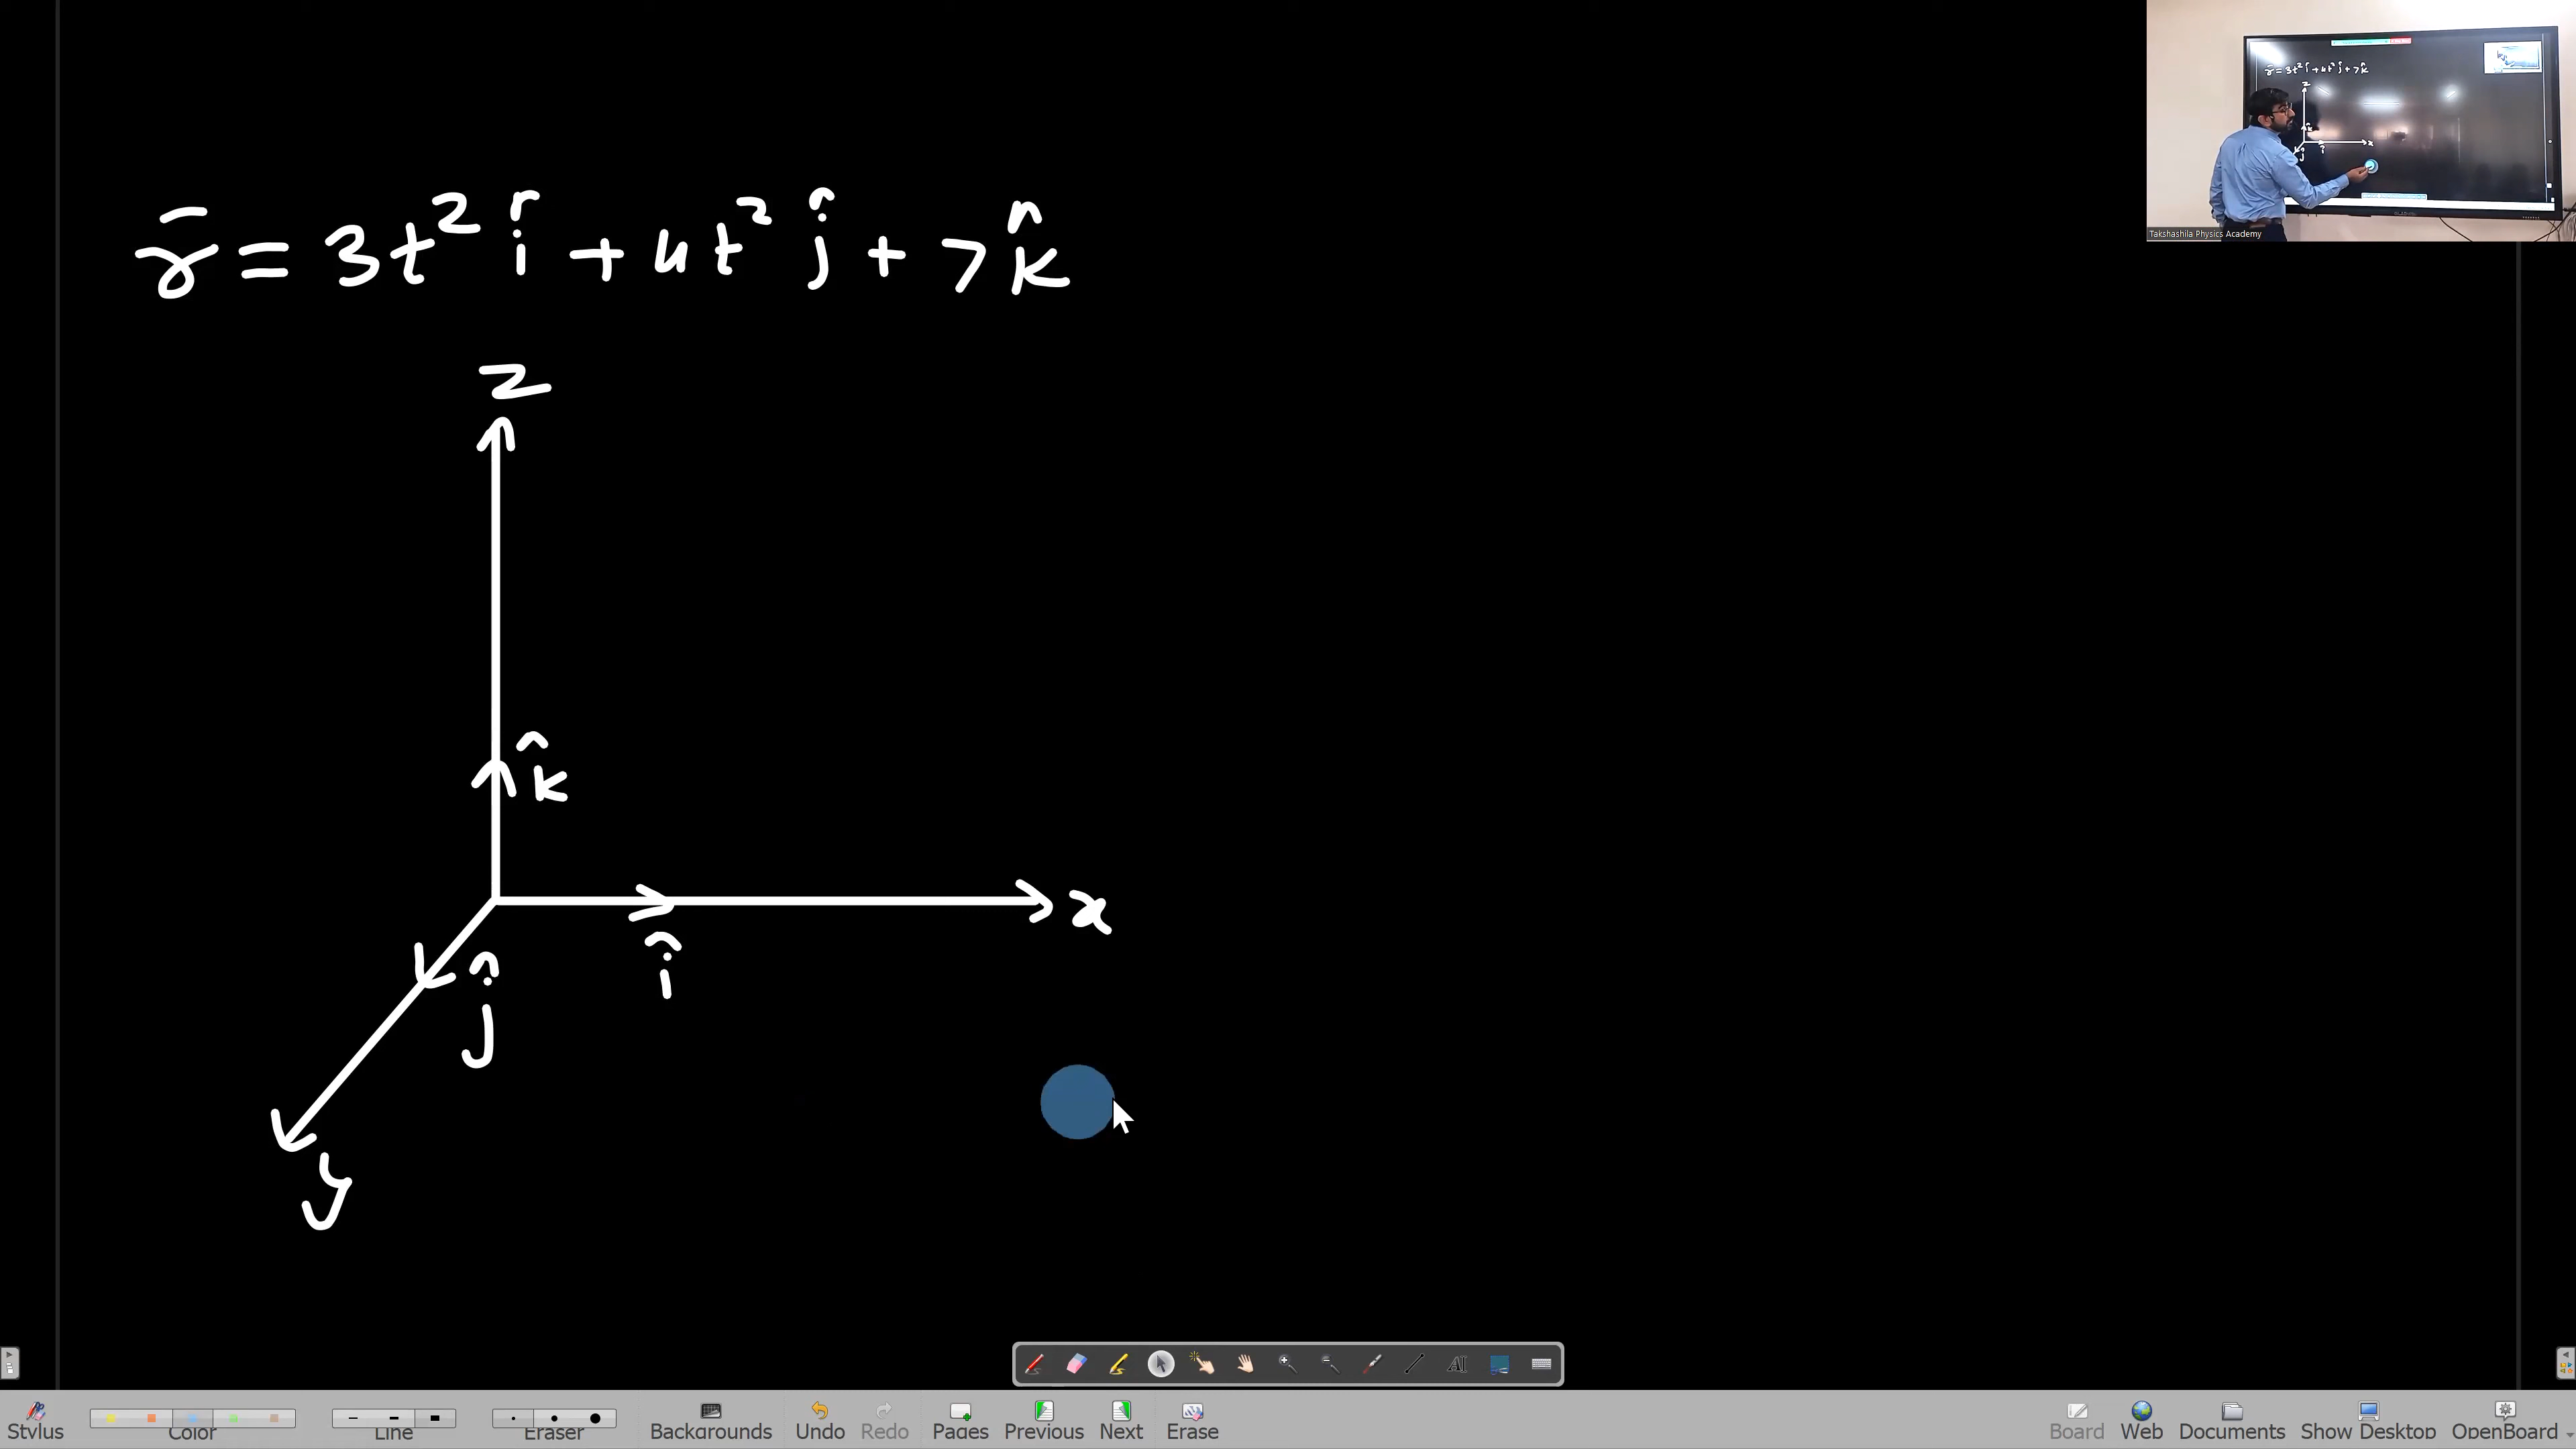 r̄ = 3t² î + 4t² ĵ + 7k̂
Takshashila Physics Academy
z
k̂
x
î
ĵ
y
AI
Stylus
Color
Line
Eraser
Backgrounds
Undo
Redo
Pages
Previous
Next
Erase
Board
Web
Documents
Show Desktop
OpenBoard